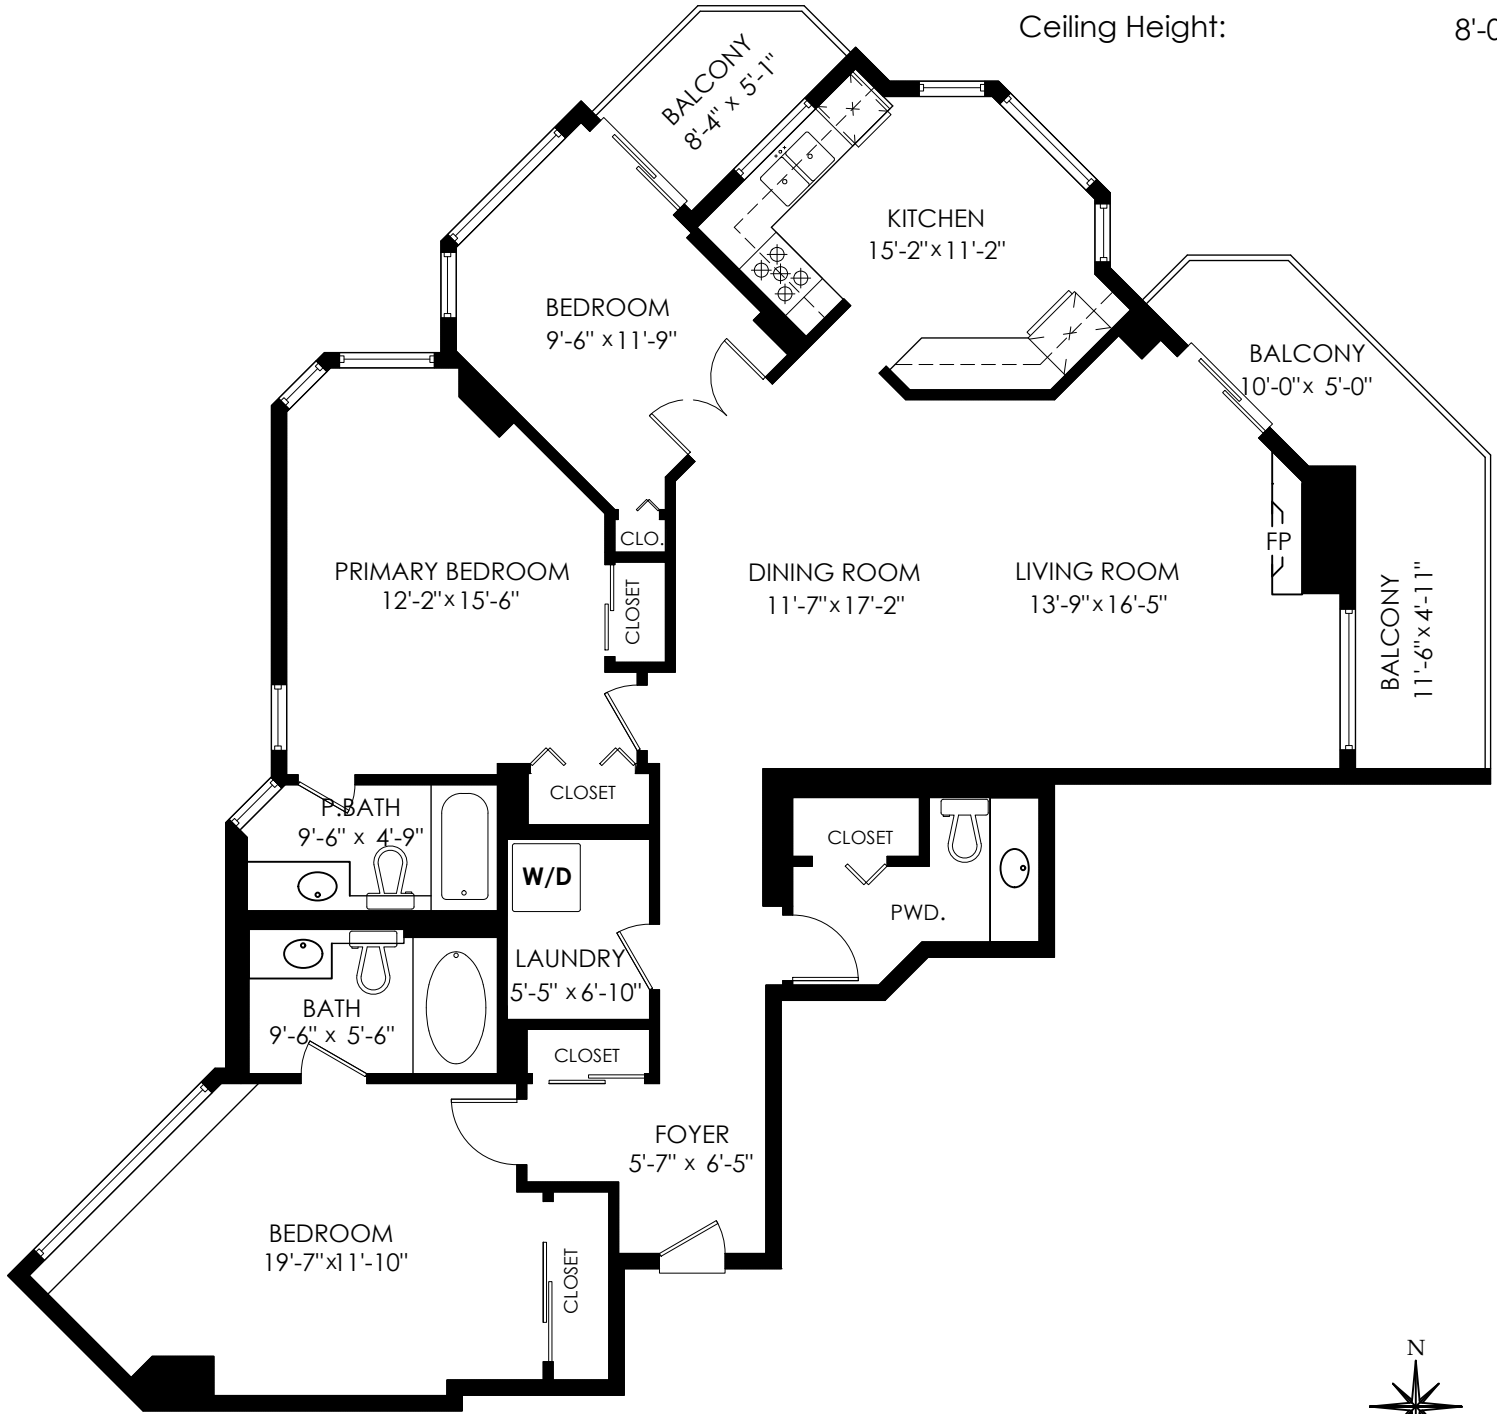 Ceiling Height: 8'-0
BALCONY
8'-4" x 5'-1"
KITCHEN
15'-2"x11'-2"
BEDROOM
9'-6" x11'-9"
BALCONY
10'-0"x 5'-0"
CLO.
PRIMARY BEDROOM
12'-2"x15'-6"
CLOSET
DINING ROOM
11'-7"x17'-2"
LIVING ROOM
13'-9"x16'-5"
FP
BALCONY
11'-6"x 4'-11"
CLOSET
P.BATH
9'-6" x 4'-9"
CLOSET
W/D
PWD.
LAUNDRY
5'-5" x 6'-10"
BATH
9'-6" x 5'-6"
CLOSET
FOYER
5'-7" x 6'-5"
BEDROOM
19'-7"x11'-10"
CLOSET
N